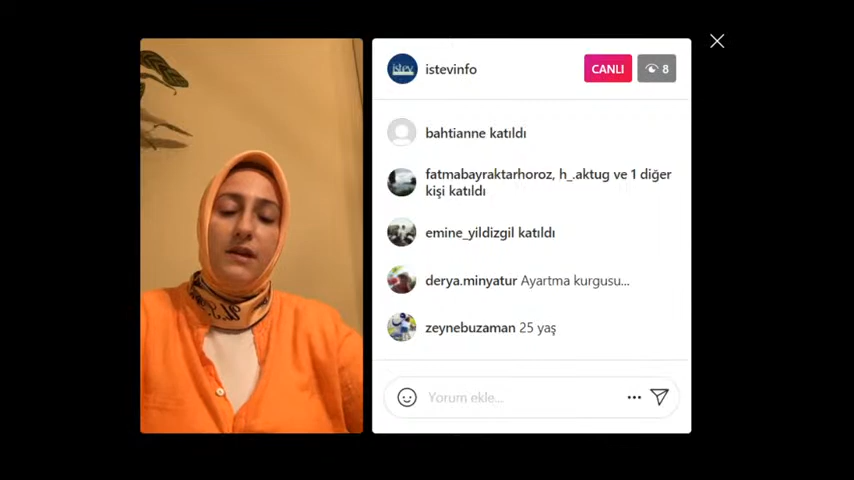 istev
istevinfo
CANLI
8
bahtianne katıldı
fatmabayraktarhoroz, h_.aktug ve 1 diğer
kişi katıldı
emine_yildizgil katıldı
derya.minyatur Ayartma kurgusu...
zeynebuzaman 25 yaş
Yorum ekle...